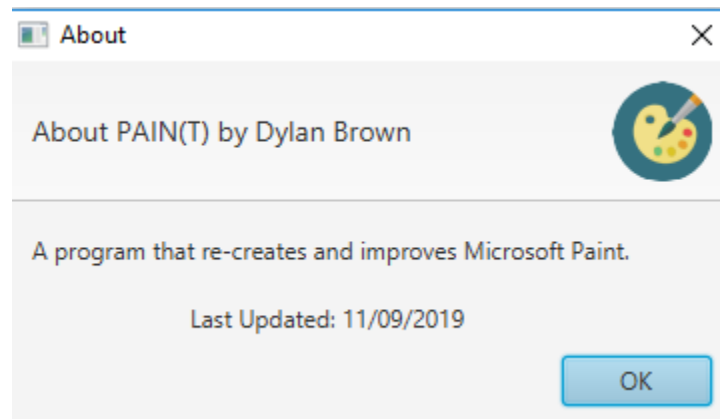 About
About PAIN(T) by Dylan Brown
A program that re-creates and improves Microsoft Paint.
Last Updated: 11/09/2019
OK